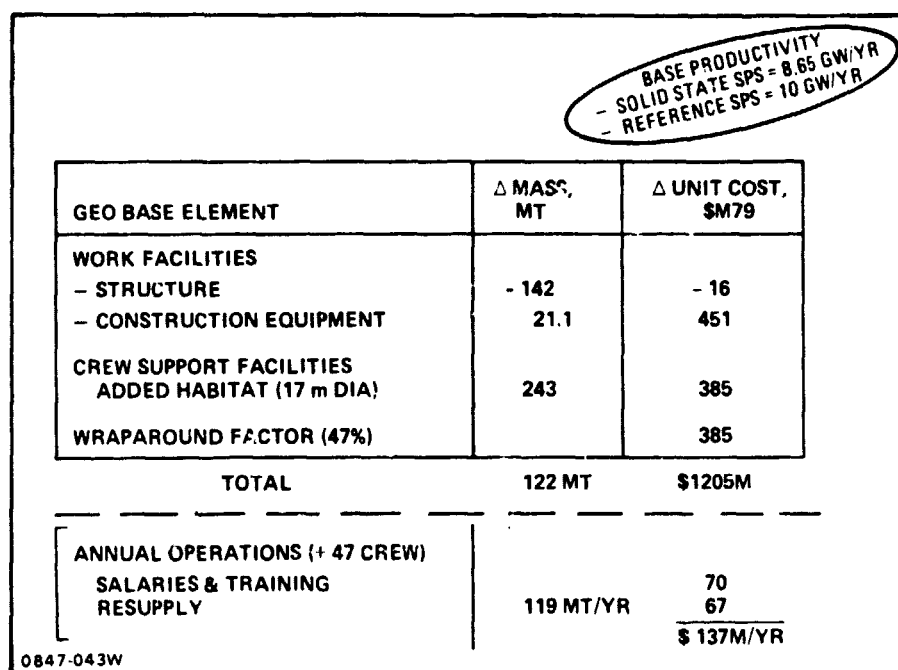 BASE PRODUCTIVITY
– SOLID STATE SPS = 8.65 GW/YR
– REFERENCE SPS = 10 GW/YR
GEO BASE ELEMENT Δ MASS, MT Δ UNIT COST, $M79
WORK FACILITIES
– STRUCTURE - 142 - 16
– CONSTRUCTION EQUIPMENT 21.1 451
CREW SUPPORT FACILITIES
ADDED HABITAT (17 m DIA) 243 385
WRAPAROUND FACTOR (47%) 385
TOTAL 122 MT $1205M
ANNUAL OPERATIONS (+ 47 CREW)
SALARIES & TRAINING 70
RESUPPLY 119 MT/YR 67
$ 137M/YR
0847-043W